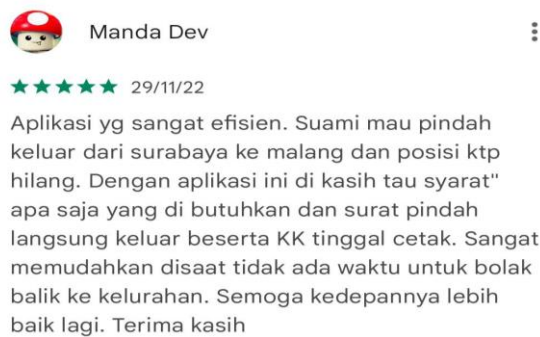 Manda Dev
29/11/22
Aplikasi yg sangat efisien. Suami mau pindah
keluar dari surabaya ke malang dan posisi ktp
hilang. Dengan aplikasi ini di kasih tau syarat"
apa saja yang di butuhkan dan surat pindah
langsung keluar beserta KK tinggal cetak. Sangat
memudahkan disaat tidak ada waktu untuk bolak
balik ke kelurahan. Semoga kedepannya lebih
baik lagi. Terima kasih